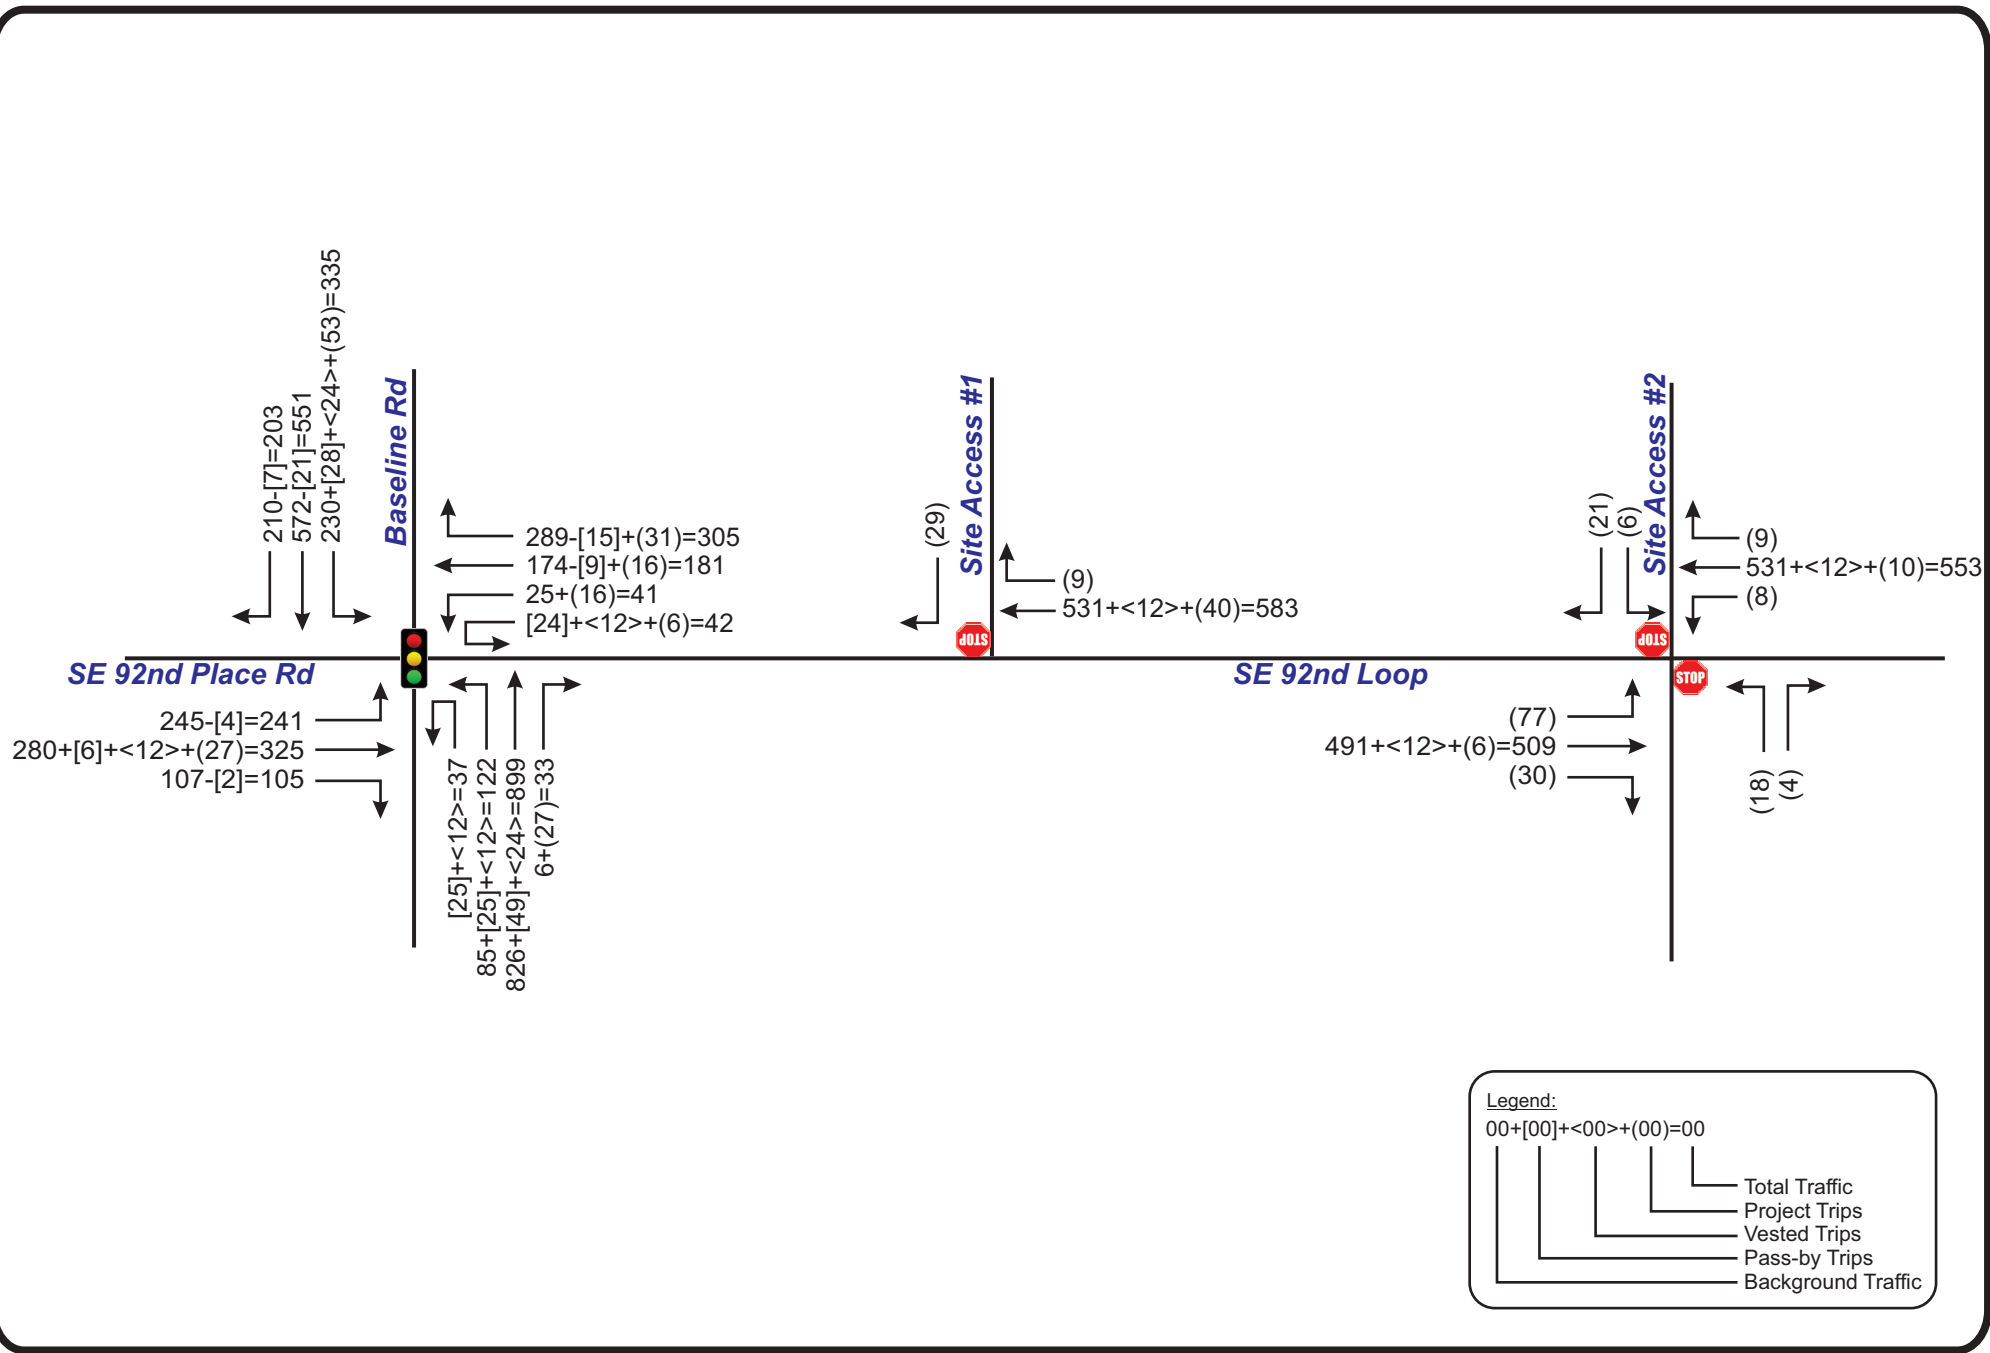 210-[7]=203
572-[21]=551
230+[28]+<24>+(53)=335
Baseline Rd
289-[15]+(31)=305
174-[9]+(16)=181
25+(16)=41
[24]+<12>+(6)=42
SE 92nd Place Rd
245-[4]=241
280+[6]+<12>+(27)=325
107-[2]=105
[25]+<12>=37
85+[25]+<12>=122
826+[49]+<24>=899
6+(27)=33
(29)
Site Access #1
STOP
(9)
531+<12>+(40)=583
SE 92nd Loop
(21)
(6)
Site Access #2
STOP
(9)
531+<12>+(10)=553
(8)
STOP
(77)
491+<12>+(6)=509
(30)
(18)
(4)
Legend:
00+[00]+<00>+(00)=00
Total Traffic
Project Trips
Vested Trips
Pass-by Trips
Background Traffic